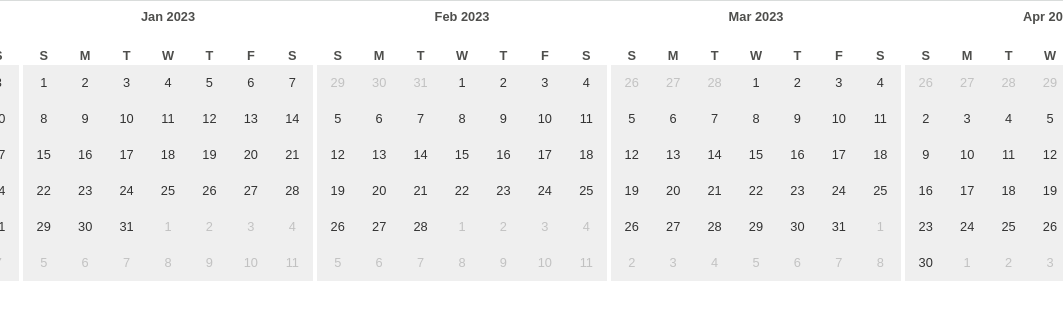 Jan 2023 Feb 2023 Mar 2023 Apr 20
S S M T W T F S S M T W T F S S M T W T F S S M T W
1 2 3 4 5 6 7 29 30 31 1 2 3 4 26 27 28 1 2 3 4 26 27 28 29
0 8 9 10 11 12 13 14 5 6 7 8 9 10 11 5 6 7 8 9 10 11 2 3 4 5
7 15 16 17 18 19 20 21 12 13 14 15 16 17 18 12 13 14 15 16 17 18 9 10 11 12
4 22 23 24 25 26 27 28 19 20 21 22 23 24 25 19 20 21 22 23 24 25 16 17 18 19
1 29 30 31 1 2 3 4 26 27 28 1 2 3 4 26 27 28 29 30 31 1 23 24 25 26
5 6 7 8 9 10 11 5 6 7 8 9 10 11 2 3 4 5 6 7 8 30 1 2 3